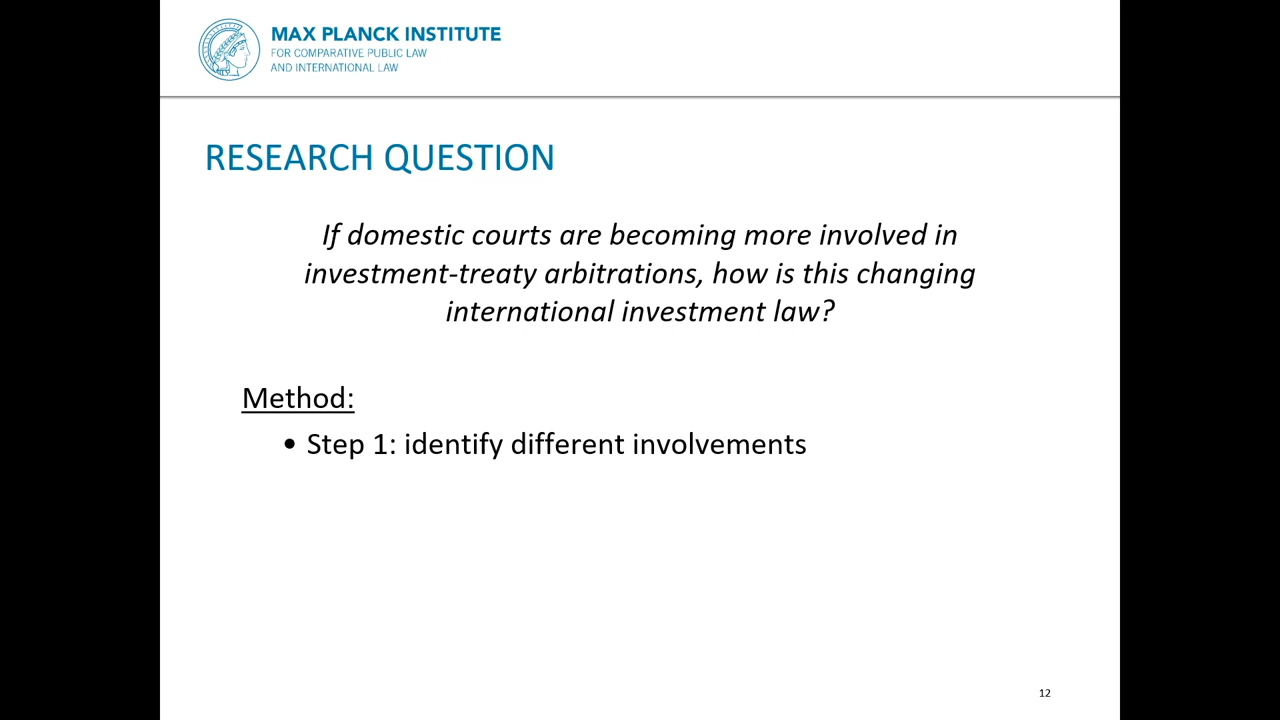 MAX PLANCK INSTITUTE
FOR COMPARATIVE PUBLIC LAW
AND INTERNATIONAL LAW
RESEARCH QUESTION
If domestic courts are becoming more involved in
investment-treaty arbitrations, how is this changing
international investment law?
Method:
• Step 1: identify different involvements
12